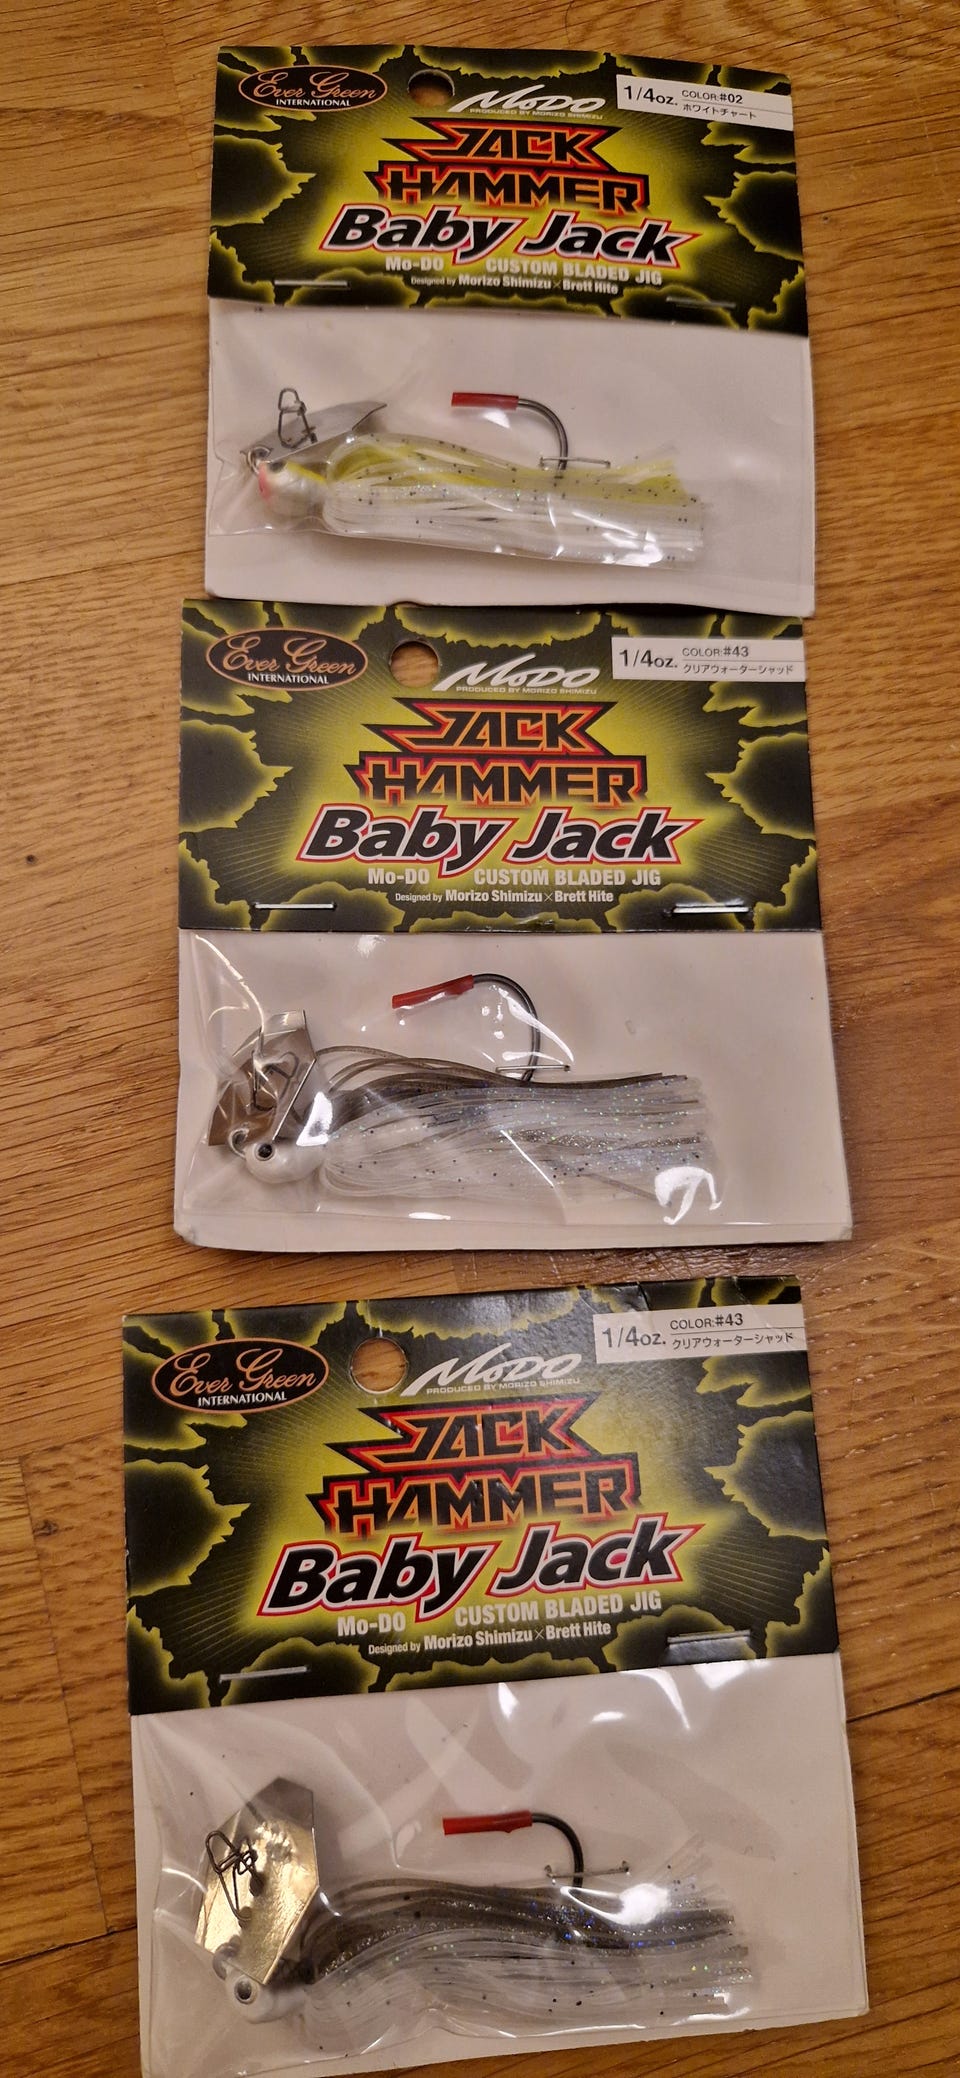 Ever Green
INTERNATIONAL
MoDO
PRODUCED BY MORIZO SHIMIZU
1/4oz. COLOR:#02
ホワイトチャート
JACK
HAMMER
Baby Jack
Mo-DO CUSTOM BLADED JIG
Designed by Morizo Shimizu×Brett Hite
Ever Green
INTERNATIONAL
MoDO
PRODUCED BY MORIZO SHIMIZU
1/4oz. COLOR:#43
クリアウォーターシャッド
JACK
HAMMER
Baby Jack
Mo-DO CUSTOM BLADED JIG
Designed by Morizo Shimizu×Brett Hite
Ever Green
INTERNATIONAL
MoDO
PRODUCED BY MORIZO SHIMIZU
1/4oz. COLOR:#43
クリアウォーターシャッド
JACK
HAMMER
Baby Jack
Mo-DO CUSTOM BLADED JIG
Designed by Morizo Shimizu×Brett Hite